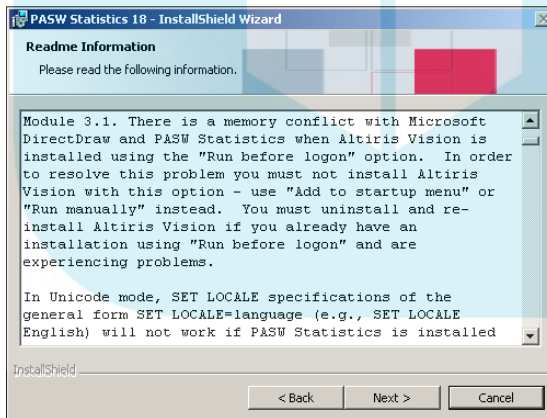 PASW Statistics 18 - InstallShield Wizard
Readme Information
Please read the following information.
Module 3.1. There is a memory conflict with Microsoft
DirectDraw and PASW Statistics when Altiris Vision is
installed using the "Run before logon" option. In order
to resolve this problem you must not install Altiris
Vision with this option - use "Add to startup menu" or
"Run manually" instead. You must uninstall and re-
install Altiris Vision if you already have an
installation using "Run before logon" and are
experiencing problems.
In Unicode mode, SET LOCALE specifications of the
general form SET LOCALE=language (e.g., SET LOCALE
English) will not work if PASW Statistics is installed
InstallShield
< Back
Next >
Cancel